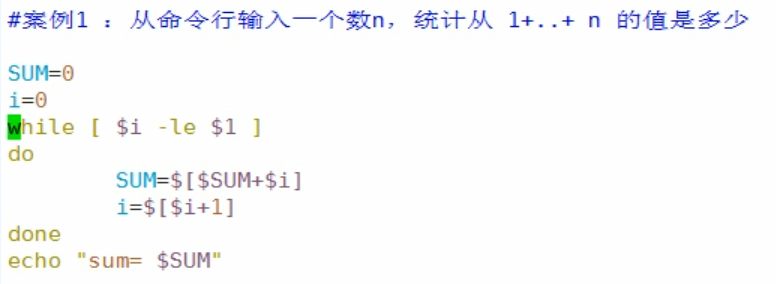 #案例1 ：从命令行输入一个数n，统计从 1+..+ n 的值是多少
SUM=0
i=0
while [ $i -le $1 ]
do
        SUM=$[$SUM+$i]
        i=$[$i+1]
done
echo "sum= $SUM"